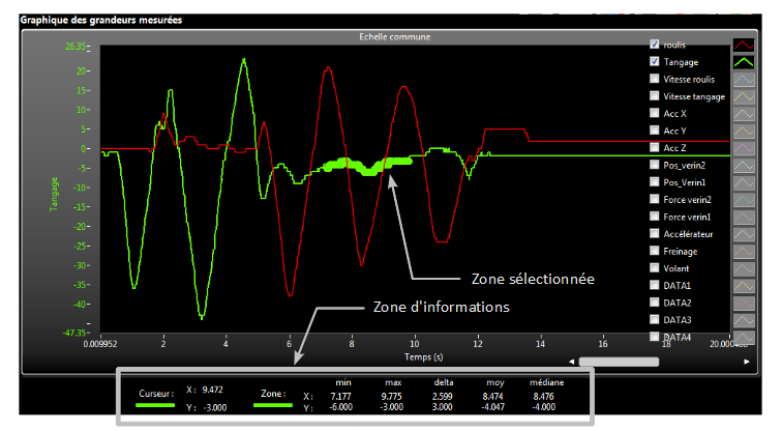 Graphique des grandeurs mesurées
Echelle commune
26.35
20
15
10
5
0
-5
-10
-15
-20
-25
-30
-35
-40
-47.35
Tangage
0.009952 2 4 6 8 10 12 14 16 18 20.00
Temps (s)
roulis
Tangage
Vitesse roulis
Vitesse tangage
Acc X
Acc Y
Acc Z
Pos_verin2
Pos_Verin1
Force verin2
Force verin1
Accélérateur
Freinage
Volant
DATA1
DATA2
DATA3
DATA4
Zone sélectionnée
Zone d'informations
min max delta moy médiane
Curseur : X : 9.472 Zone : X : 7.177 9.775 2.599 8.474 8.476
Y : -3.000 Y : -6.000 -3.000 3.000 -4.047 -4.000